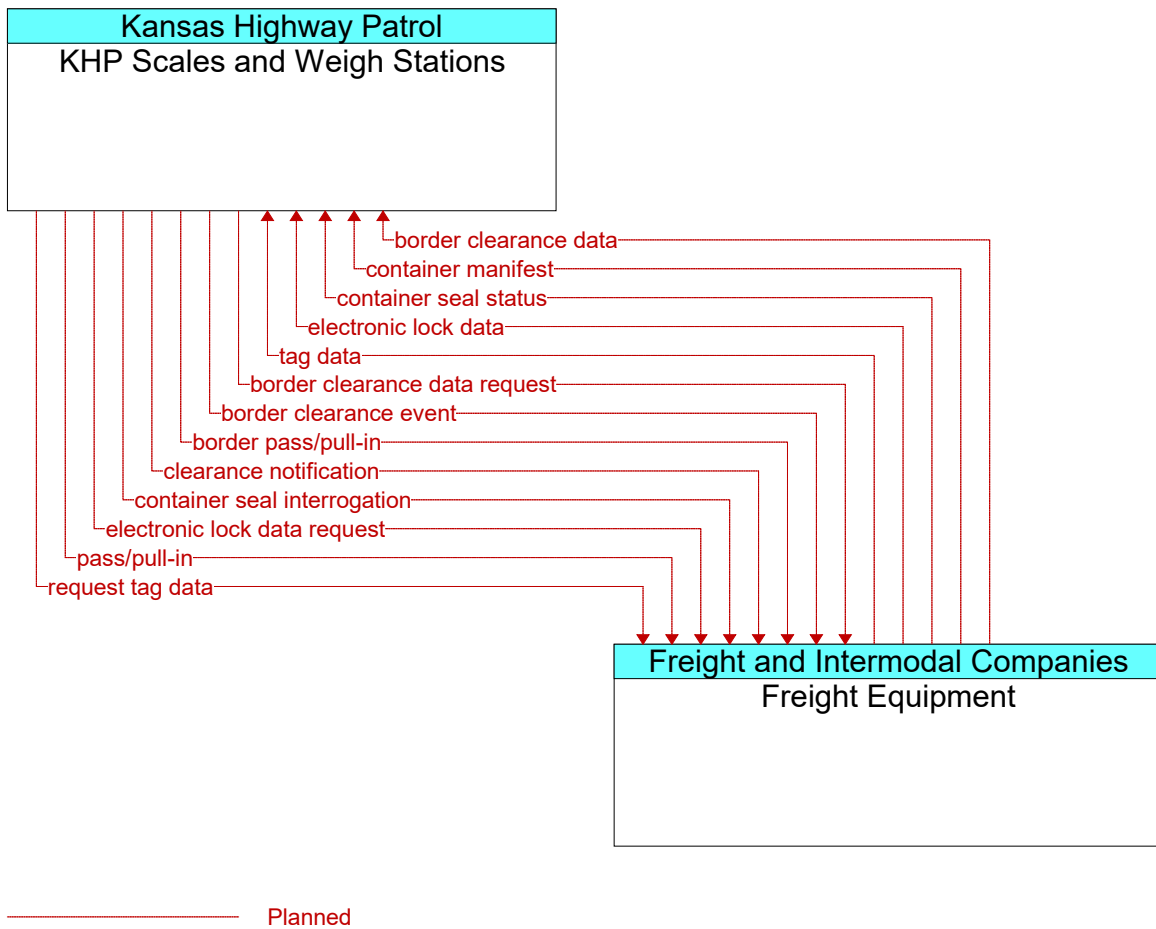 Kansas Highway Patrol
KHP Scales and Weigh Stations
border clearance data
container manifest
container seal status
electronic lock data
tag data
border clearance data request
border clearance event
border pass/pull-in
clearance notification
container seal interrogation
electronic lock data request
pass/pull-in
request tag data
Freight and Intermodal Companies
Freight Equipment
Planned